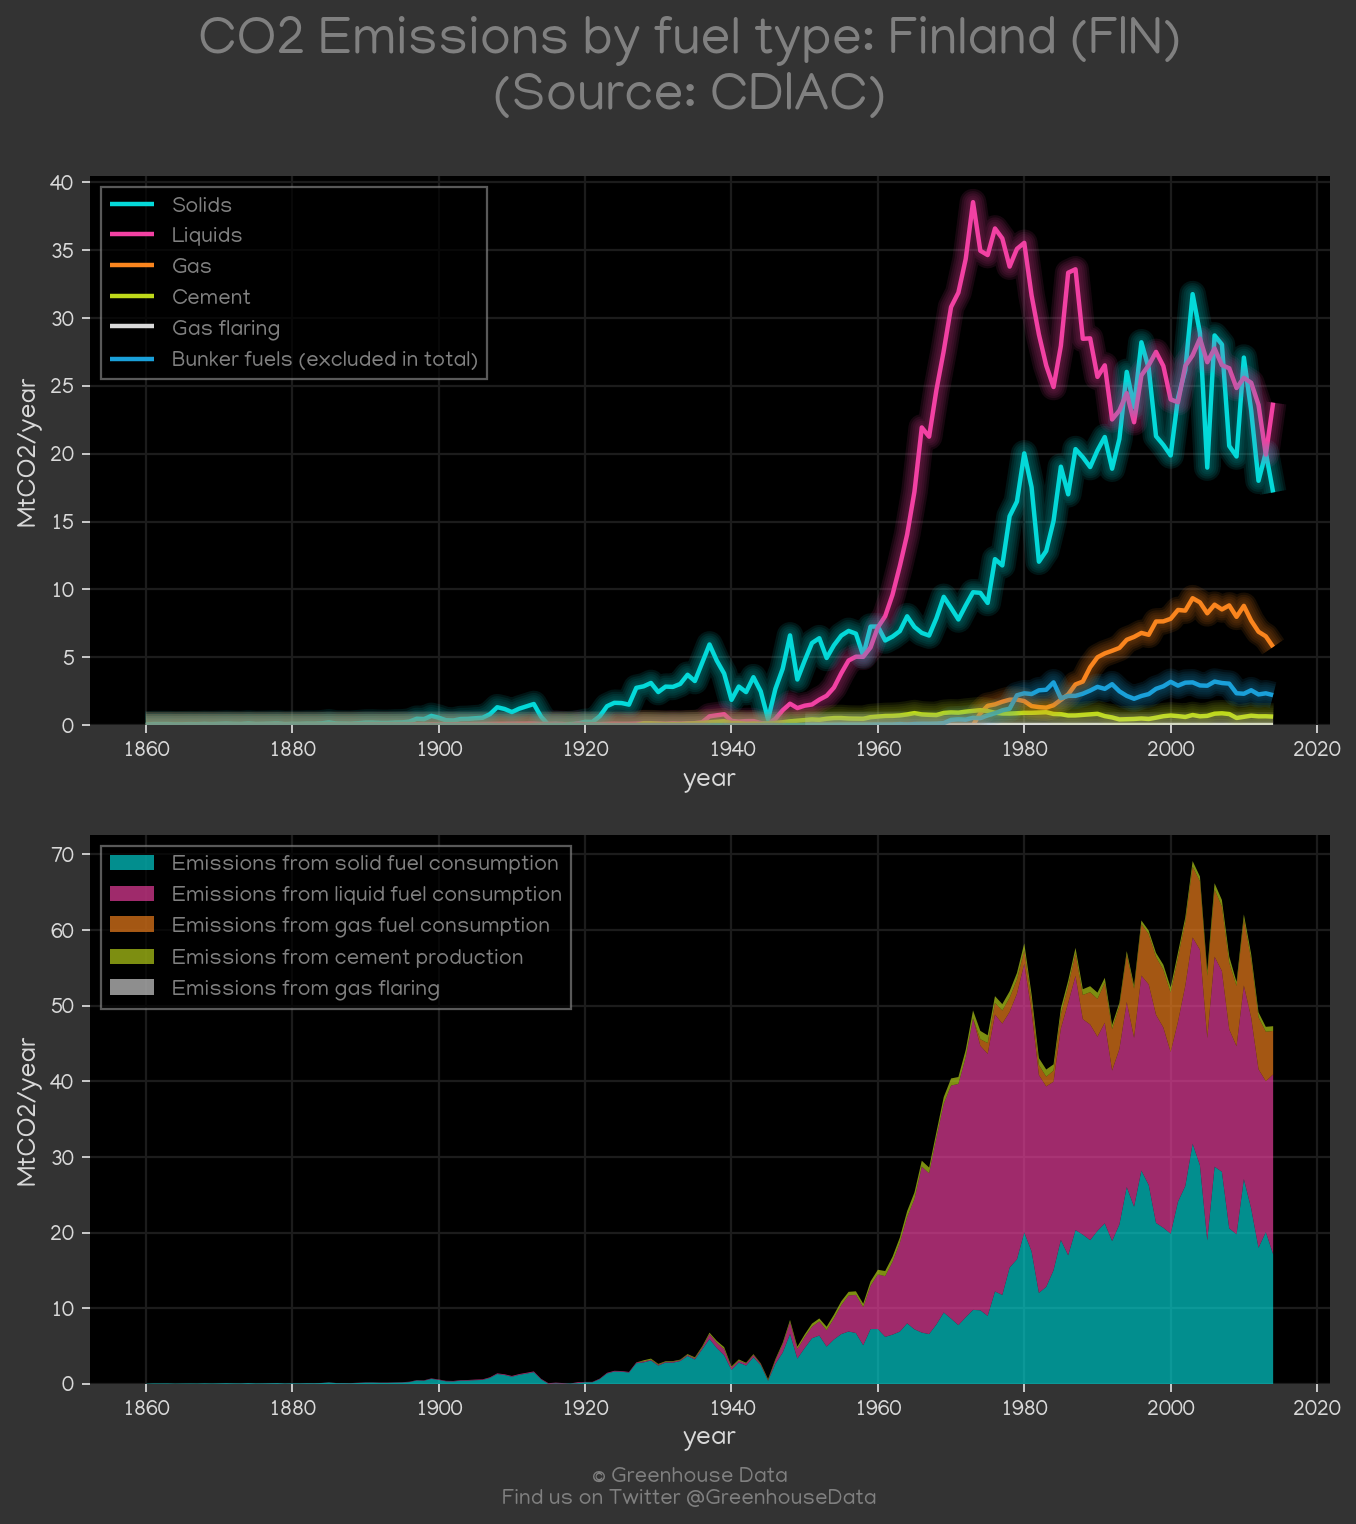 CO2 Emissions by fuel type: Finland (FIN)
(Source: CDIAC)
40
35
30
25
20
15
10
5
0
MtCO2/year
Solids
Liquids
Gas
Cement
Gas flaring
Bunker fuels (excluded in total)
1860 1880 1900 1920 1940 1960 1980 2000 2020
year
70
60
50
40
30
20
10
0
MtCO2/year
Emissions from solid fuel consumption
Emissions from liquid fuel consumption
Emissions from gas fuel consumption
Emissions from cement production
Emissions from gas flaring
1860 1880 1900 1920 1940 1960 1980 2000 2020
year
© Greenhouse Data
Find us on Twitter @GreenhouseData